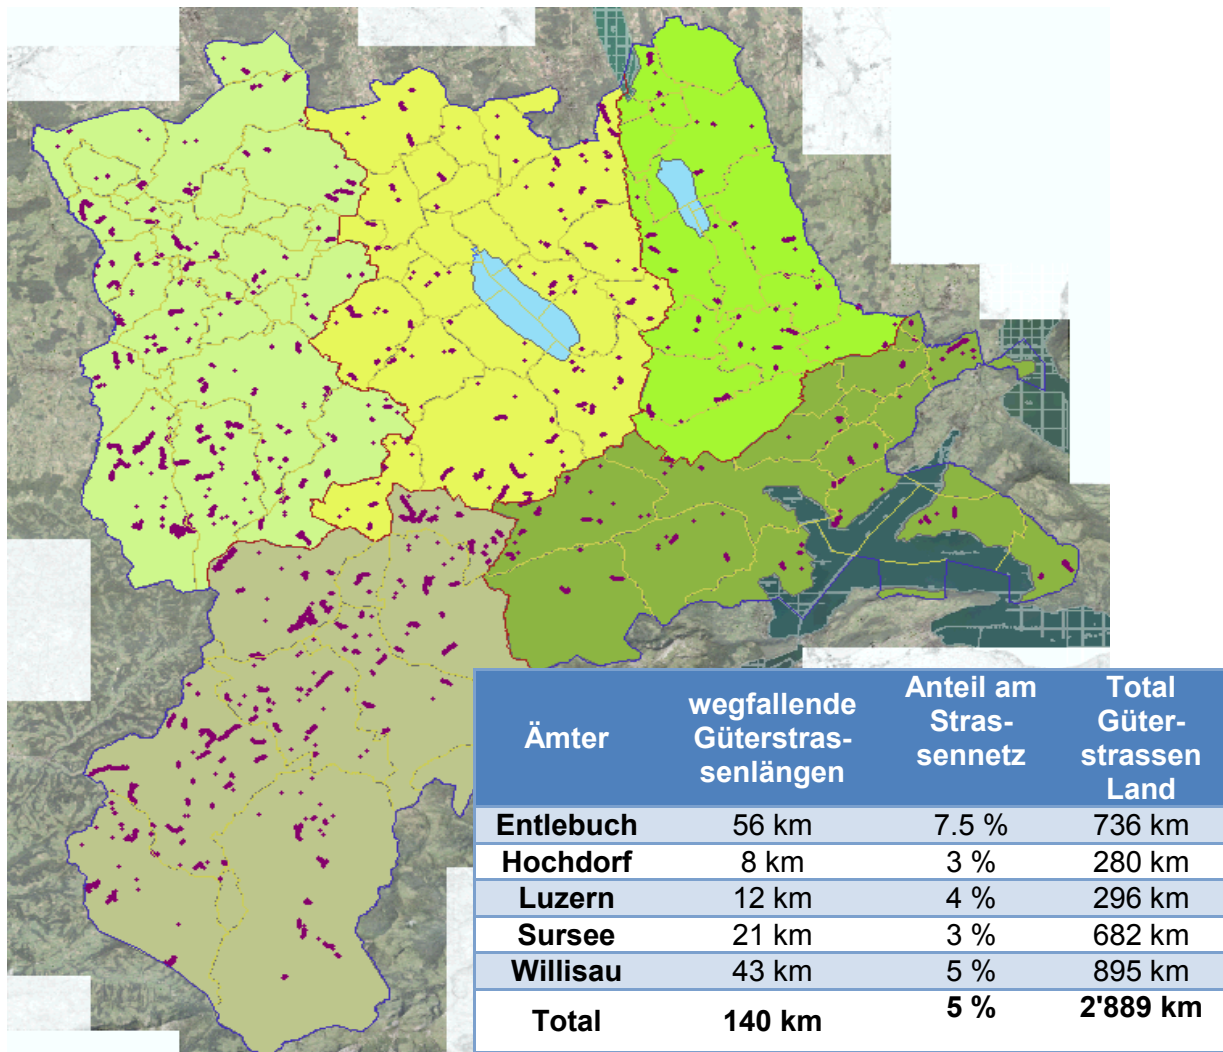 Ämter wegfallende Güterstras-senlängen Anteil am Stras-sennetz Total Güter-strassen Land
Entlebuch 56 km 7.5 % 736 km
Hochdorf 8 km 3 % 280 km
Luzern 12 km 4 % 296 km
Sursee 21 km 3 % 682 km
Willisau 43 km 5 % 895 km
Total 140 km 5 % 2'889 km